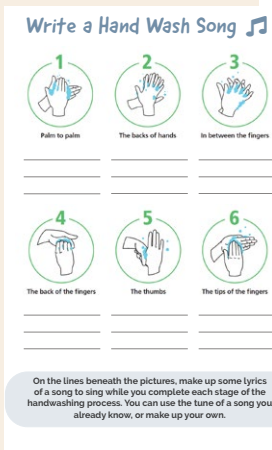 Write a Hand Wash Song
1 2 3
Palm to palm The backs of hands In between the fingers
4 5 6
The back of the fingers The thumbs The tips of the fingers
On the lines beneath the pictures, make up some lyrics
of a song to sing while you complete each stage of the
handwashing process. You can use the tune of a song you
already know, or make up your own.